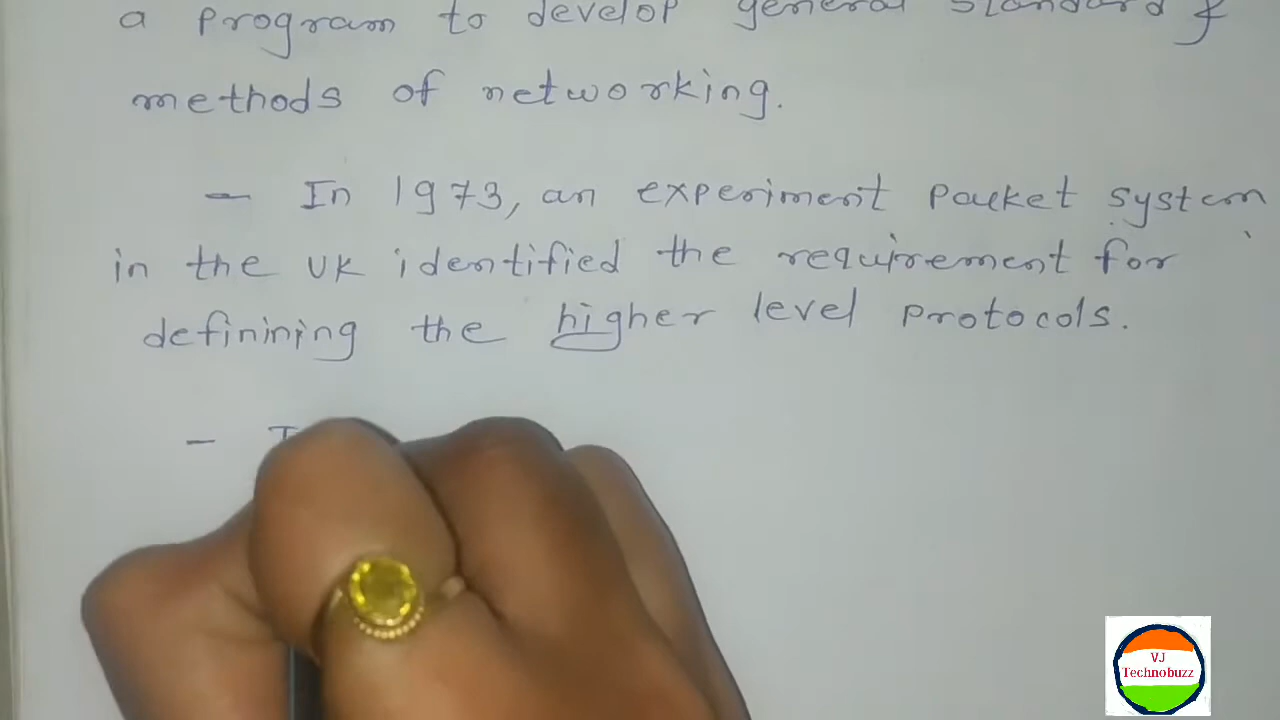 a program to develop general standard &
methods of networking.
- In 1973, an experiment packet system
in the UK identified the requirement for
definining the higher level protocols.
- I
VJ
Technobuzz